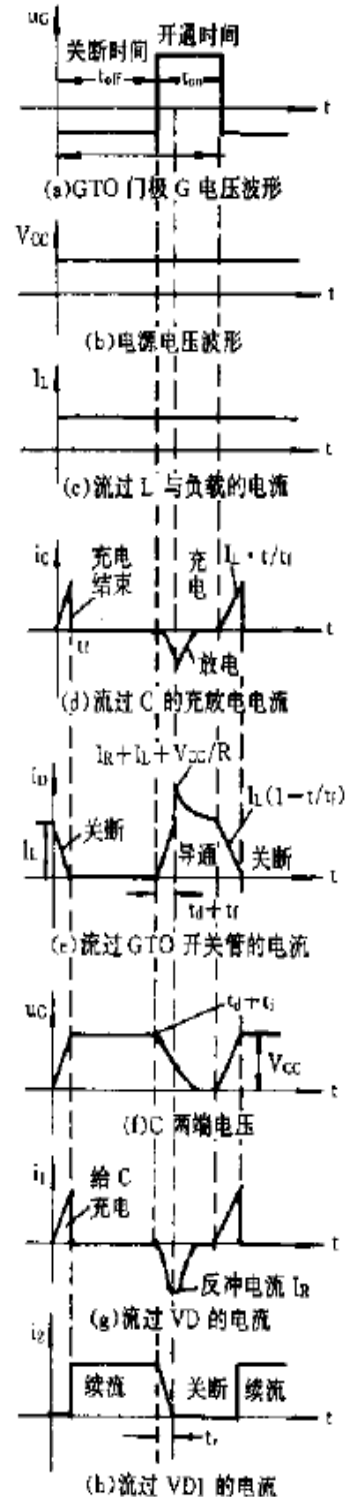 uG
关断时间
开通时间
toff
ton
t
(a)GTO 门极 G 电压波形
VCC
t
(b)电源电压波形
IL
t
(c)流过 L 与负载的电流
iC
充电
结束
充
电
IL·t/tf
tf
放电
t
(d)流过 C 的充放电电流
IR+IL+VCC/R
iD
IL
关断
导通
IL(1-t/tf)
关断
t
td+tf
(e)流过GTO 开关管的电流
uC
VCC
t
(f)C 两端电压
i1
给 C
充电
t
反冲电流 IR
(g)流过 VD 的电流
续流
关断
续流
t
(h)流过 VD1 的电流